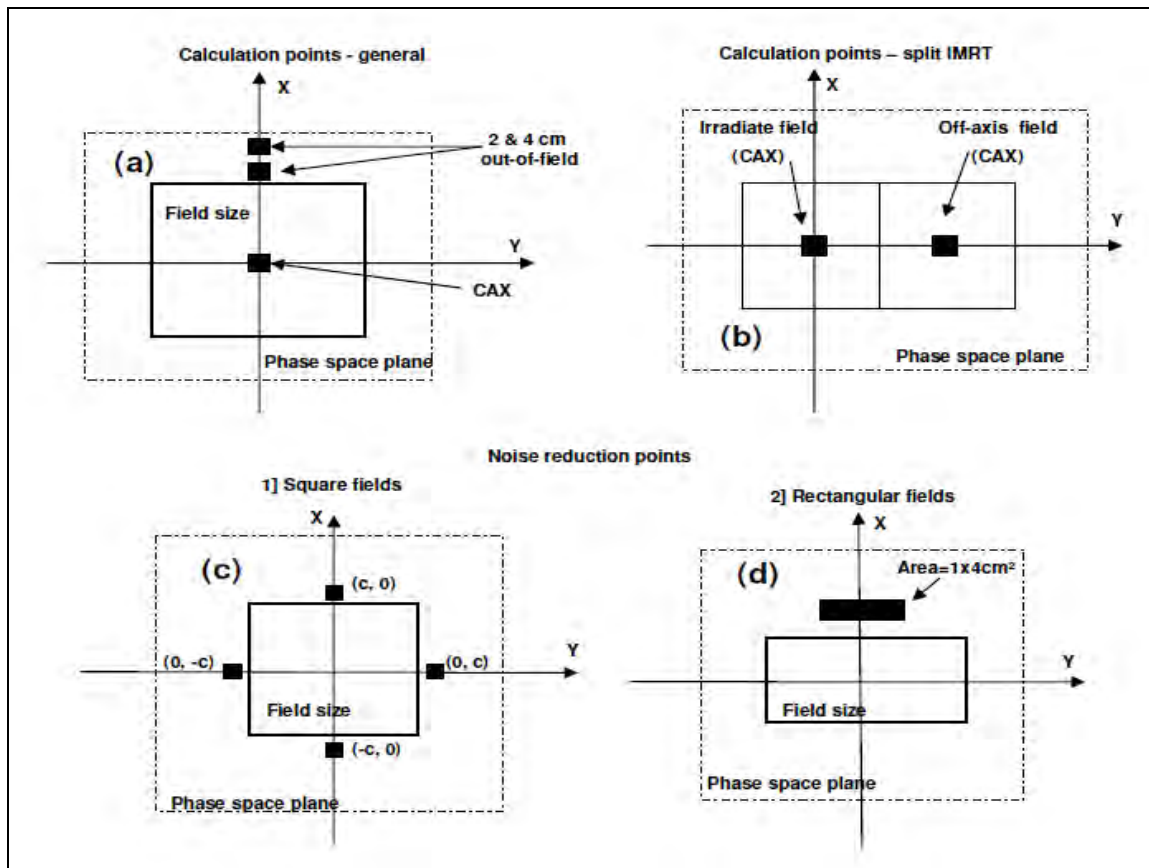 Calculation points - general
X
(a)
2 & 4 cm
out-of-field
Field size
Y
CAX
Phase space plane
Calculation points – split IMRT
X
Irradiate field
(CAX)
Off-axis field
(CAX)
Y
(b)
Phase space plane
Noise reduction points
1] Square fields
X
(c)
(c, 0)
(0, -c)
(0, c)
Y
Field size
(-c, 0)
Phase space plane
2] Rectangular fields
X
(d)
Area=1x4cm²
Y
Field size
Phase space plane